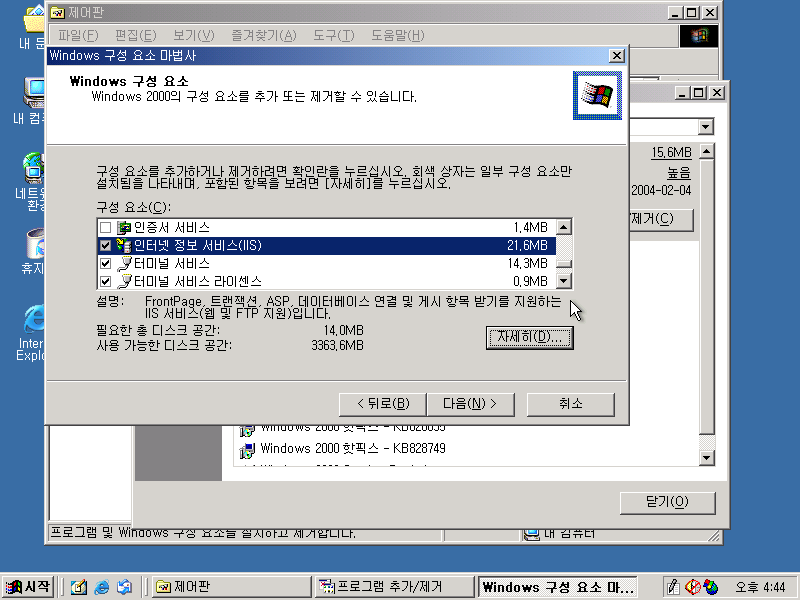 제어판
파일(F) 편집(E) 보기(V) 즐겨찾기(A) 도구(T) 도움말(H)
Windows 구성 요소 마법사
Windows 구성 요소
Windows 2000의 구성 요소를 추가 또는 제거할 수 있습니다.
구성 요소를 추가하거나 제거하려면 확인란을 누르십시오. 회색 상자는 일부 구성 요소만
설치됨을 나타내며, 포함된 항목을 보려면 [자세히]를 누르십시오.
구성 요소(C):
인증서 서비스 1.4MB
인터넷 정보 서비스(IIS) 21.6MB
터미널 서비스 14.3MB
터미널 서비스 라이센스 0.9MB
설명: FrontPage, 트랜잭션, ASP, 데이터베이스 연결 및 게시 항목 받기를 지원하는
IIS 서비스(웹 및 FTP 지원)입니다.
필요한 총 디스크 공간: 14.0MB
사용 가능한 디스크 공간: 3363.6MB
자세히(D)...
< 뒤로(B) 다음(N) > 취소
15.6MB
높음
2004-02-04
제거(C)
Windows 2000 핫픽스 - KB828749
닫기(O)
프로그램 및 Windows 구성 요소를 설치하고 제거합니다.
내 컴퓨터
내 컴퓨
네트워
환경
휴지
Inter
Explo
시작 제어판 프로그램 추가/제거 Windows 구성 요소 마... 오후 4:44